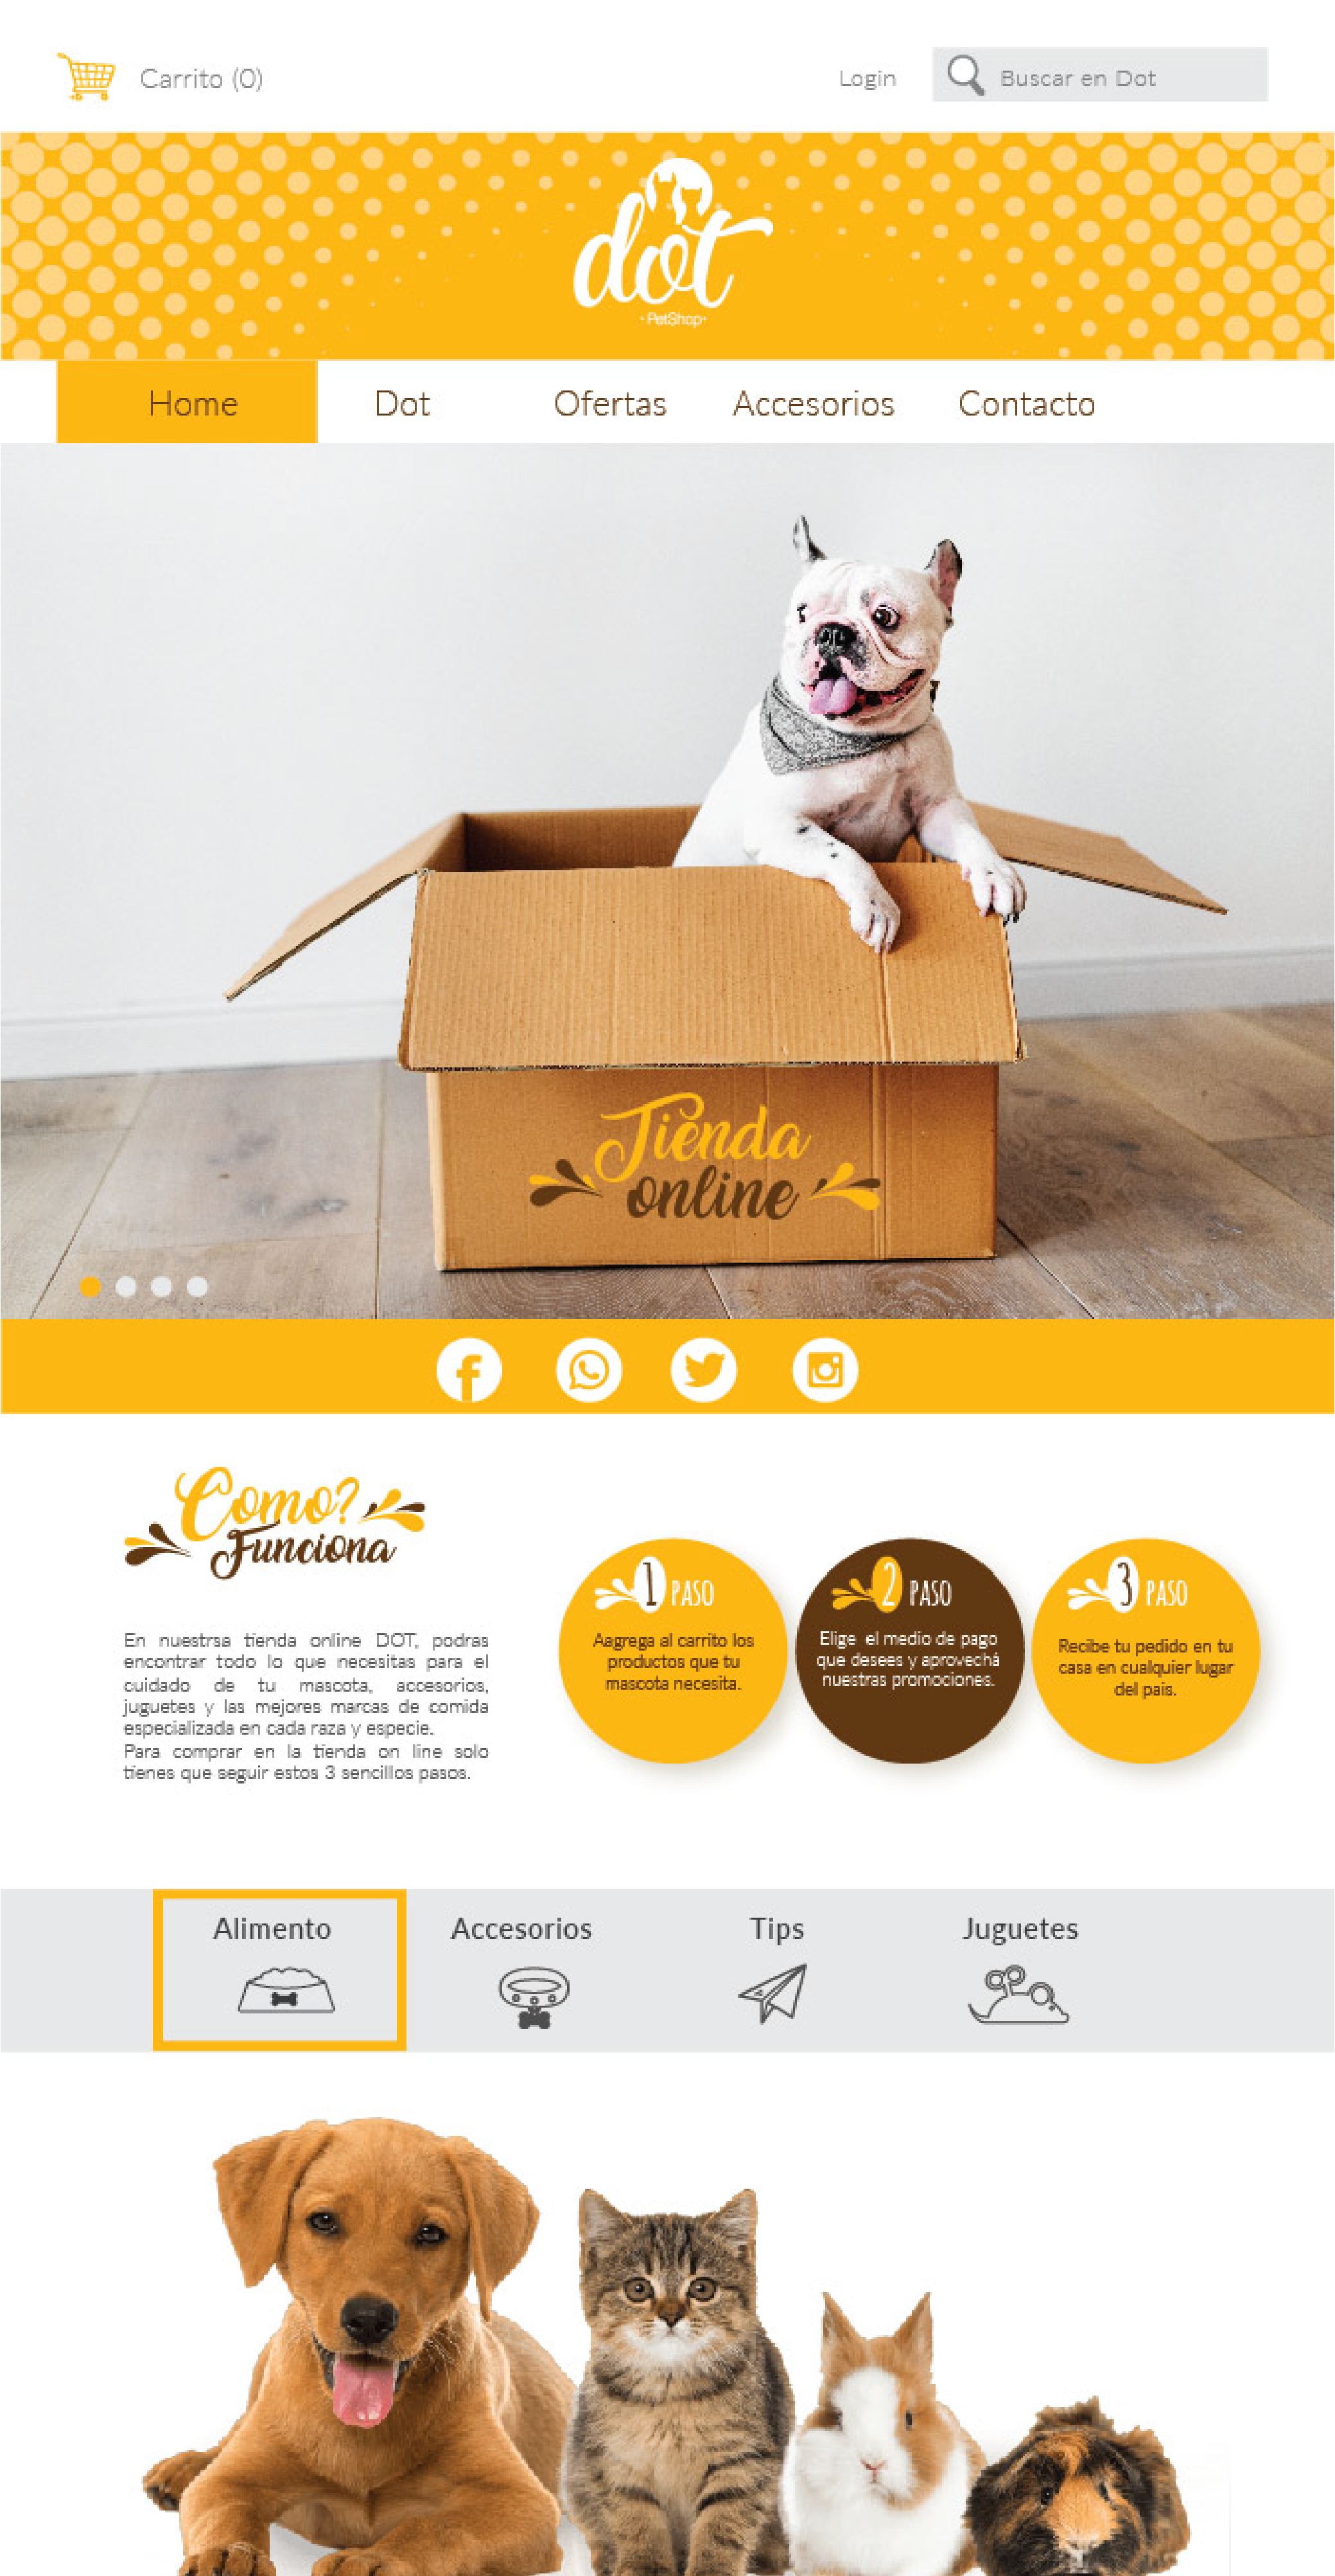 Carrito (0)
Login
Buscar en Dot
dot
·PetShop·
Home
Dot
Ofertas
Accesorios
Contacto
Tienda
online
Como?
Funciona
En nuestrsa tienda online DOT, podras
encontrar todo lo que necesitas para el
cuidado de tu mascota, accesorios,
juguetes y las mejores marcas de comida
especializada en cada raza y especie.
Para comprar en la tienda on line solo
tienes que seguir estos 3 sencillos pasos.
1 PASO
Aagrega al carrito los
productos que tu
mascota necesita.
2 PASO
Elige el medio de pago
que desees y aprovechá
nuestras promociones.
3 PASO
Recibe tu pedido en tu
casa en cualquier lugar
del pais.
Alimento
Accesorios
Tips
Juguetes